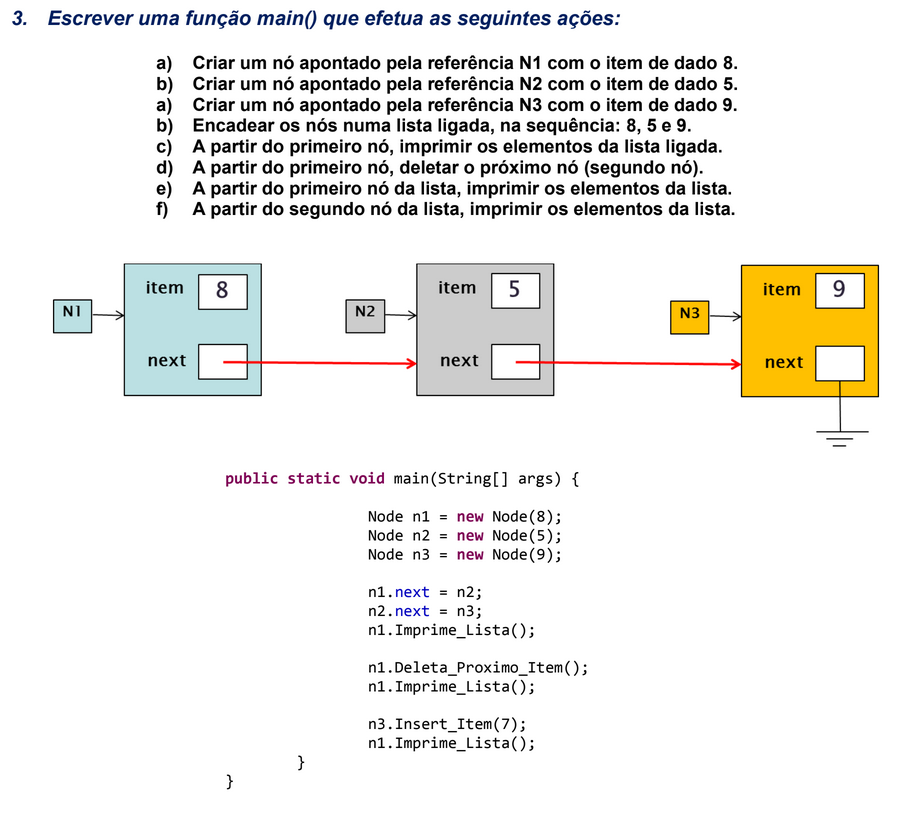 3. Escrever uma função main() que efetua as seguintes ações:
a) Criar um nó apontado pela referência N1 com o item de dado 8.
b) Criar um nó apontado pela referência N2 com o item de dado 5.
a) Criar um nó apontado pela referência N3 com o item de dado 9.
b) Encadear os nós numa lista ligada, na sequência: 8, 5 e 9.
c) A partir do primeiro nó, imprimir os elementos da lista ligada.
d) A partir do primeiro nó, deletar o próximo nó (segundo nó).
e) A partir do primeiro nó da lista, imprimir os elementos da lista.
f) A partir do segundo nó da lista, imprimir os elementos da lista.
N1 item 8 N2 item 5 N3 item 9
next next next
public static void main(String[] args) {
Node n1 = new Node(8);
Node n2 = new Node(5);
Node n3 = new Node(9);
n1.next = n2;
n2.next = n3;
n1.Imprime_Lista();
n1.Deleta_Proximo_Item();
n1.Imprime_Lista();
n3.Insert_Item(7);
n1.Imprime_Lista();
}
}